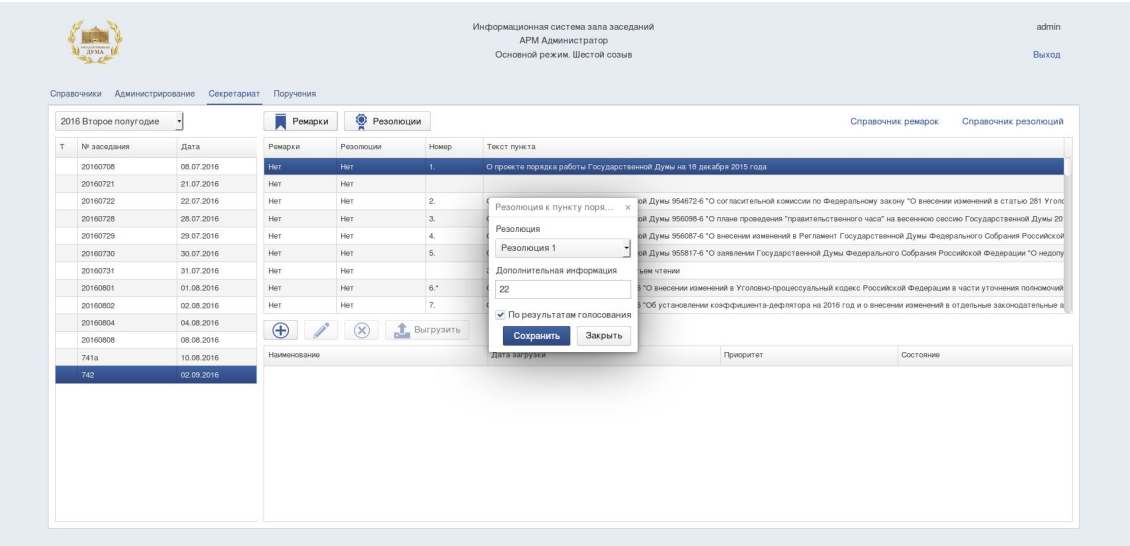 Информационная система зала заседаний
АРМ Администратор
Основной режим. Шестой созыв
admin
Выход
ГОСУДАРСТВЕННАЯ
ДУМА
Справочники Администрирование Секретариат Поручения
2016 Второе полугодие
Ремарки Резолюции
Справочник ремарок Справочник резолюций
Т № заседания Дата
20160708 08.07.2016
20160721 21.07.2016
20160722 22.07.2016
20160728 28.07.2016
20160729 29.07.2016
20160730 30.07.2016
20160731 31.07.2016
20160801 01.08.2016
20160802 02.08.2016
20160804 04.08.2016
20160808 08.08.2016
741а 10.08.2016
742 02.09.2016
Ремарки Резолюции Номер Текст пункта
Нет Нет 1. О проекте порядка работы Государственной Думы на 18 декабря 2015 года
Нет Нет
Нет Нет 2. ой Думы 954672-6 "О согласительной комиссии по Федеральному закону "О внесении изменений в статью 281 Уголо
Нет Нет 3. ой Думы 956098-6 "О плане проведения "правительственного часа" на весеннюю сессию Государственной Думы 20
Нет Нет 4. ой Думы 956087-6 "О внесении изменений в Регламент Государственной Думы Федерального Собрания Российской
Нет Нет 5. ой Думы 955817-6 "О заявлении Государственной Думы Федерального Собрания Российской Федерации "О недопу
Нет Нет ьем чтении
Нет Нет 6.* 6 "О внесении изменений в Уголовно-процессуальный кодекс Российской Федерации в части уточнения полномочий
Нет Нет 7. 6 "Об установлении коэффициента-дефлятора на 2016 год и о внесении изменений в отдельные законодательные а
Резолюция к пункту поря... ×
Резолюция
Резолюция 1
Дополнительная информация
22
По результатам голосования
Сохранить Закрыть
Выгрузить
Наименование Дата загрузки Приоритет Состояние